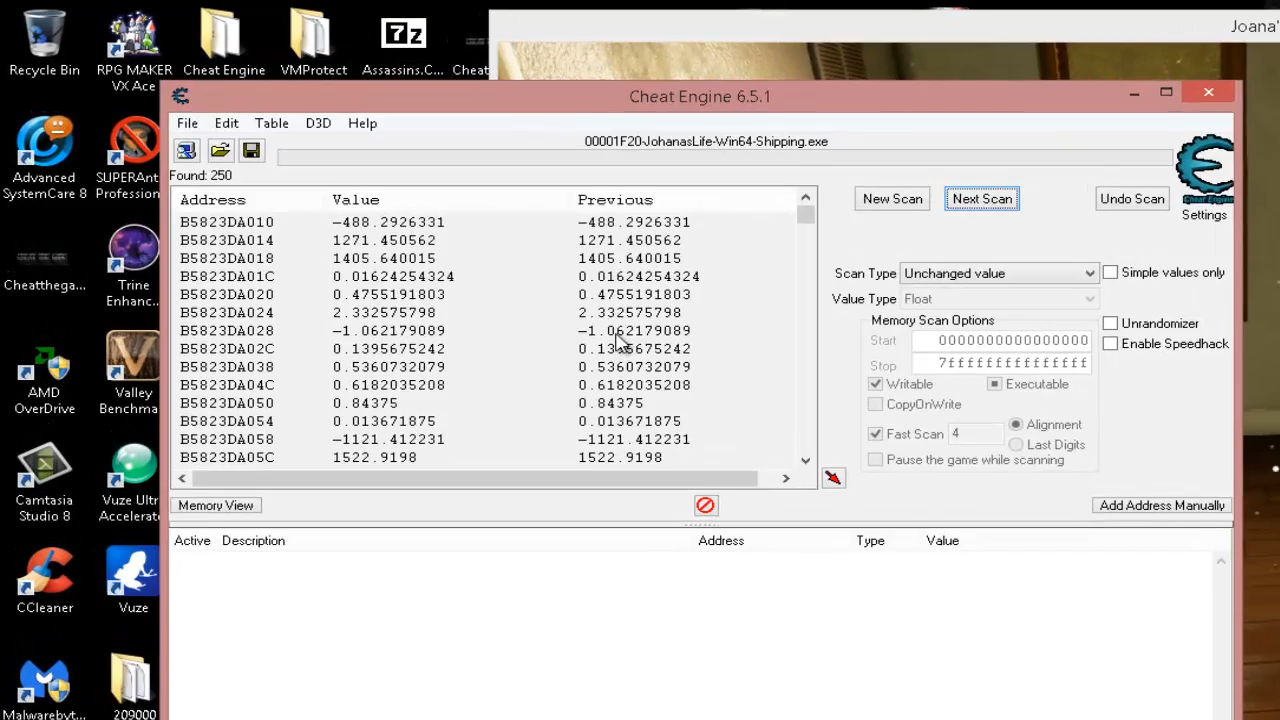 Joana'
Recycle Bin
RPG MAKER
VX Ace
Cheat Engine
VMProtect
7z
Assassins.C...
Cheat
Advanced
SystemCare 8
SUPERAnt
Profession
Cheatthega...
Trine
Enhanc...
AMD
OverDrive
Valley
Benchmar
Camtasia
Studio 8
Vuze Ultr
Accelerat
CCleaner
Vuze
Malwarebyt...
209000
Cheat Engine 6.5.1
File Edit Table D3D Help
00001F20-JohanasLife-Win64-Shipping.exe
Found: 250
Address Value Previous
B5823DA010 -488.2926331 -488.2926331
B5823DA014 1271.450562 1271.450562
B5823DA018 1405.640015 1405.640015
B5823DA01C 0.01624254324 0.01624254324
B5823DA020 0.4755191803 0.4755191803
B5823DA024 2.332575798 2.332575798
B5823DA028 -1.062179089 -1.062179089
B5823DA02C 0.1395675242 0.1395675242
B5823DA038 0.5360732079 0.5360732079
B5823DA04C 0.6182035208 0.6182035208
B5823DA050 0.84375 0.84375
B5823DA054 0.013671875 0.013671875
B5823DA058 -1121.412231 -1121.412231
B5823DA05C 1522.9198 1522.9198
New Scan Next Scan Undo Scan
Cheat Engine
Settings
Scan Type Unchanged value Simple values only
Value Type Float
Memory Scan Options
Unrandomizer
Start 0000000000000000
Enable Speedhack
Stop 7fffffffffffffff
Writable Executable
CopyOnWrite
Fast Scan 4 Alignment
Last Digits
Pause the game while scanning
Memory View Add Address Manually
Active Description Address Type Value